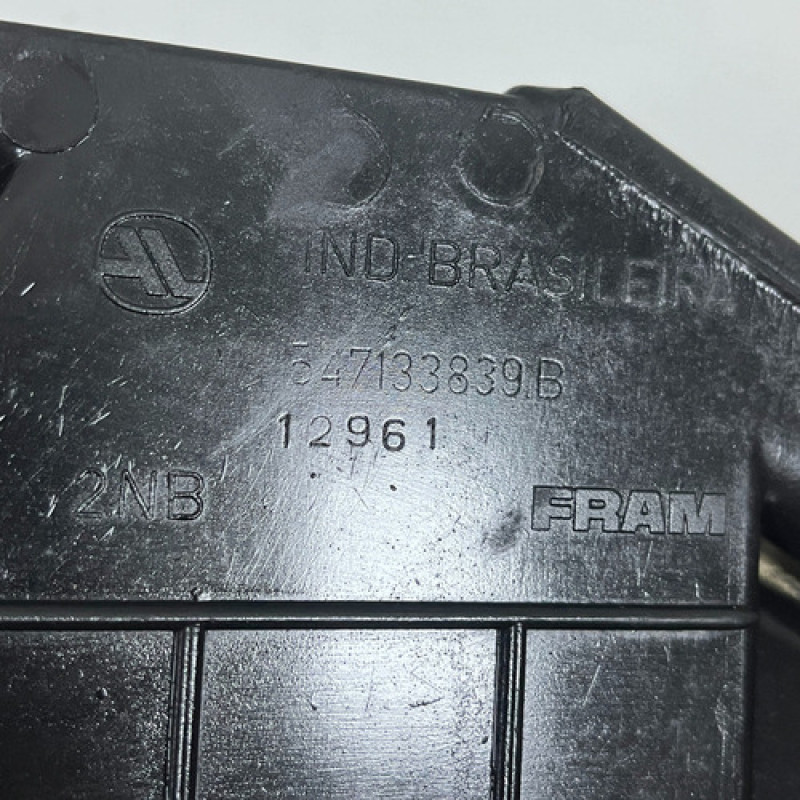 IND-BRASILEIRA
547133839.B
12961
2NB
FRAM